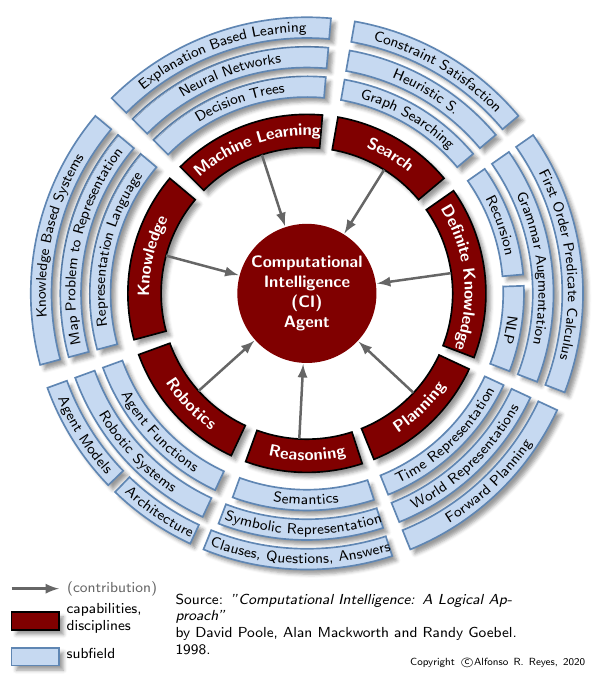 Explanation Based Learning
Neural Networks
Decision Trees
Machine Learning
Constraint Satisfaction
Heuristic S.
Graph Searching
Search
First Order Predicate Calculus
Grammar Augmentation
Recursion
NLP
Definite Knowledge
Knowledge Based Systems
Map Problem to Representation
Representation Language
Knowledge
Computational
Intelligence
(CI)
Agent
Robotics
Agent Functions
Robotic Systems
Agent Models
Architecture
Reasoning
Semantics
Symbolic Representation
Clauses, Questions, Answers
Planning
Time Representation
World Representations
Forward Planning
(contribution)
capabilities,
disciplines
subfield
Source: "Computational Intelligence: A Logical Ap-
proach"
by David Poole, Alan Mackworth and Randy Goebel.
1998.
Copyright ©Alfonso R. Reyes, 2020